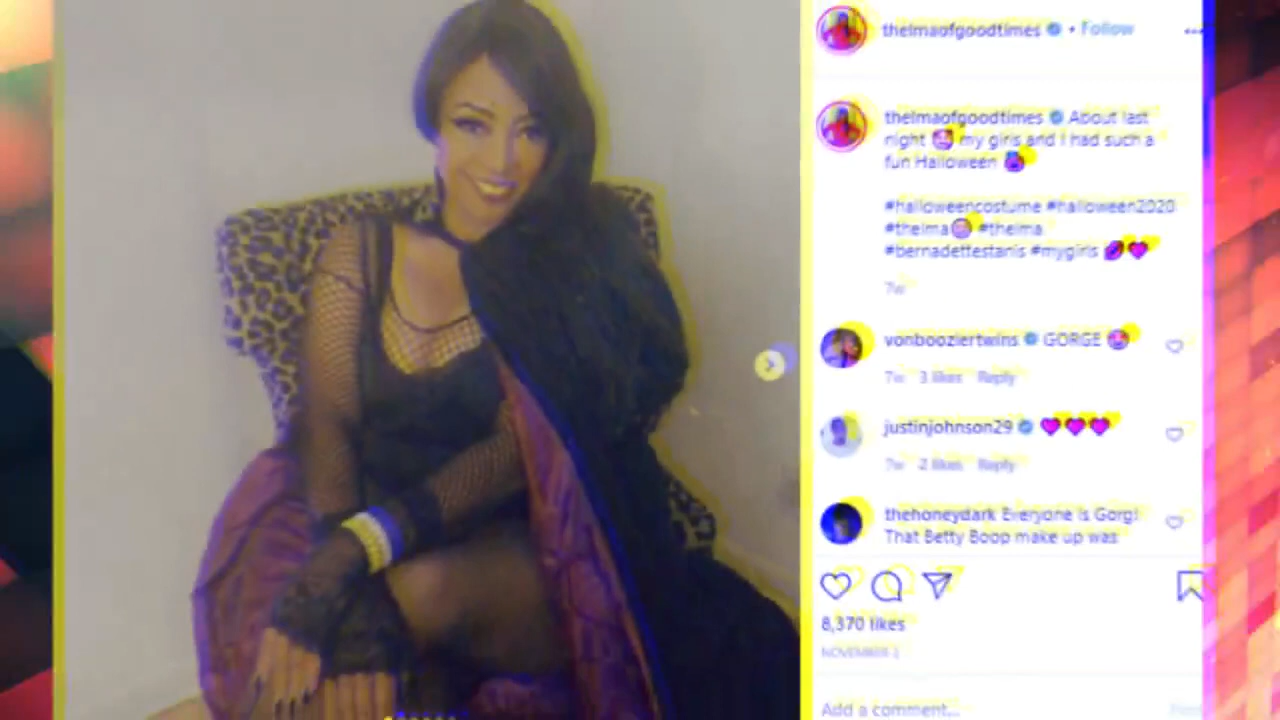 thelmaofgoodtimes • Follow
thelmaofgoodtimes About last
night 🥰 my girls and I had such a
fun Halloween
#halloweencostume #halloween2020
#thelma #thelma
#bernadettestanis #mygirls 💋❤️
7w
vonbooziertwins GORGE 😍
7w 3 likes Reply
justinjohnson29 ❤️❤️❤️
7w 2 likes Reply
thehoneydark Everyone is Gorg!
That Betty Boop make up was
8,370 likes
NOVEMBER 1
Add a comment...
Post